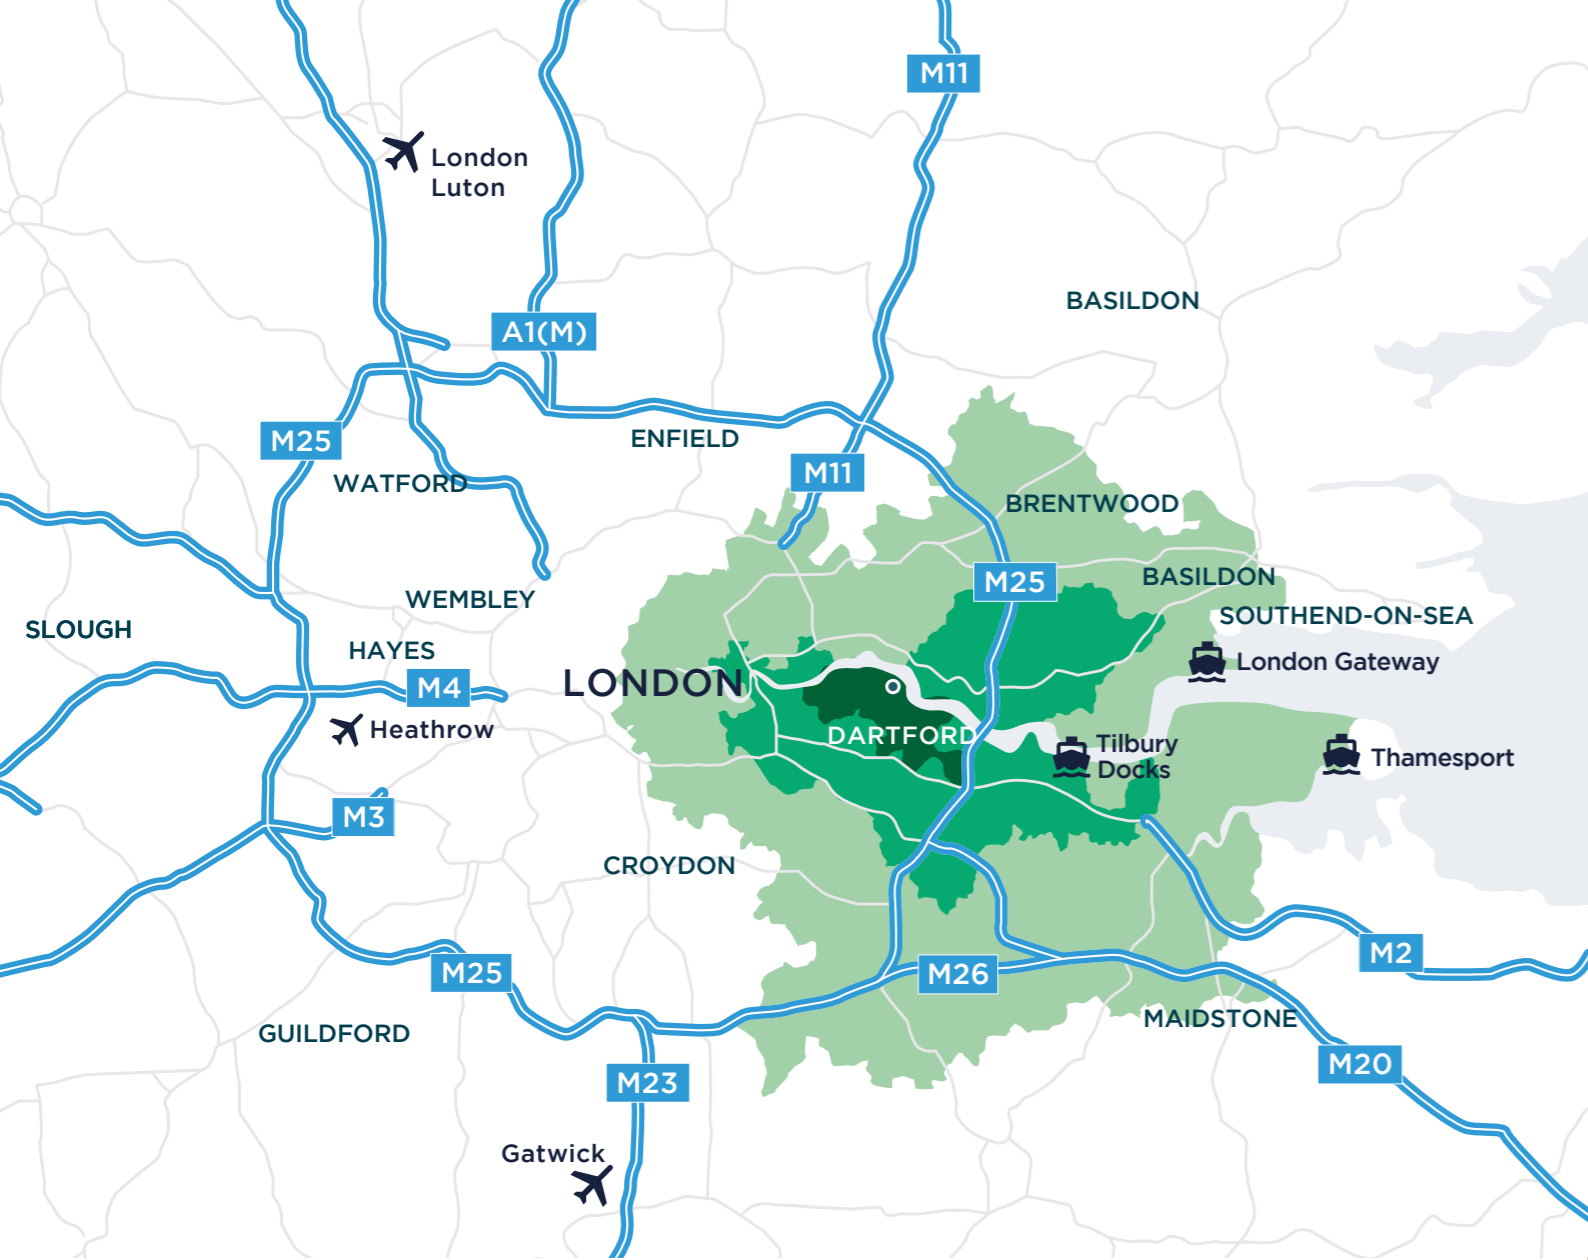 M11
London
Luton
BASILDON
A1(M)
M25
ENFIELD
M11
WATFORD
BRENTWOOD
M25
BASILDON
WEMBLEY
SOUTHEND-ON-SEA
SLOUGH
HAYES
London Gateway
LONDON
M4
Heathrow
DARTFORD
Tilbury
Docks
Thamesport
M3
CROYDON
M2
M25
M26
MAIDSTONE
GUILDFORD
M20
M23
Gatwick